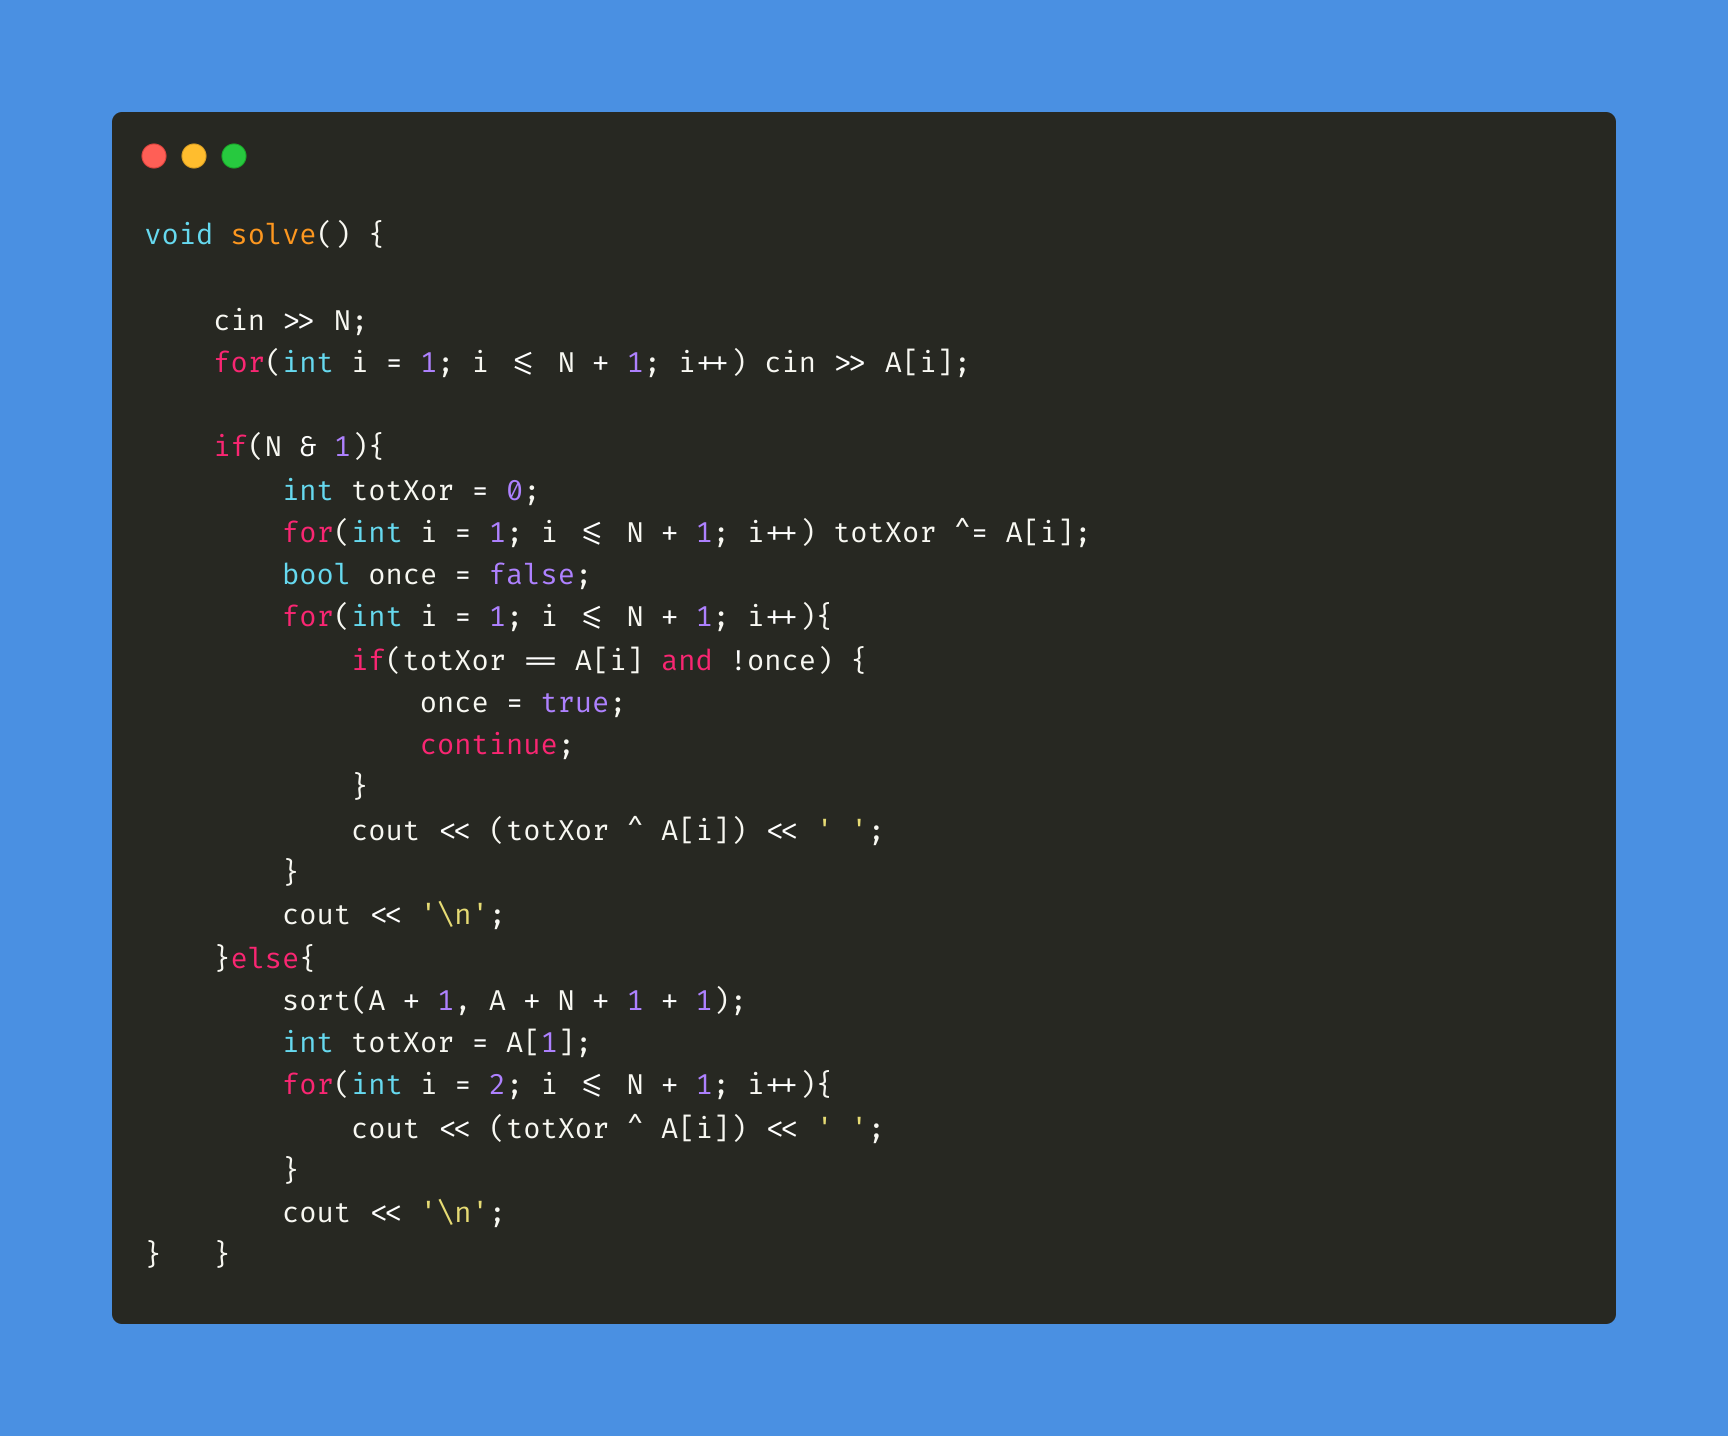 void solve() {
cin >> N;
for(int i = 1; i <= N + 1; i++) cin >> A[i];
if(N & 1){
int totXor = 0;
for(int i = 1; i <= N + 1; i++) totXor ^= A[i];
bool once = false;
for(int i = 1; i <= N + 1; i++){
if(totXor == A[i] and !once) {
once = true;
continue;
}
cout << (totXor ^ A[i]) << ' ';
}
cout << '\n';
}else{
sort(A + 1, A + N + 1 + 1);
int totXor = A[1];
for(int i = 2; i <= N + 1; i++){
cout << (totXor ^ A[i]) << ' ';
}
cout << '\n';
}   }